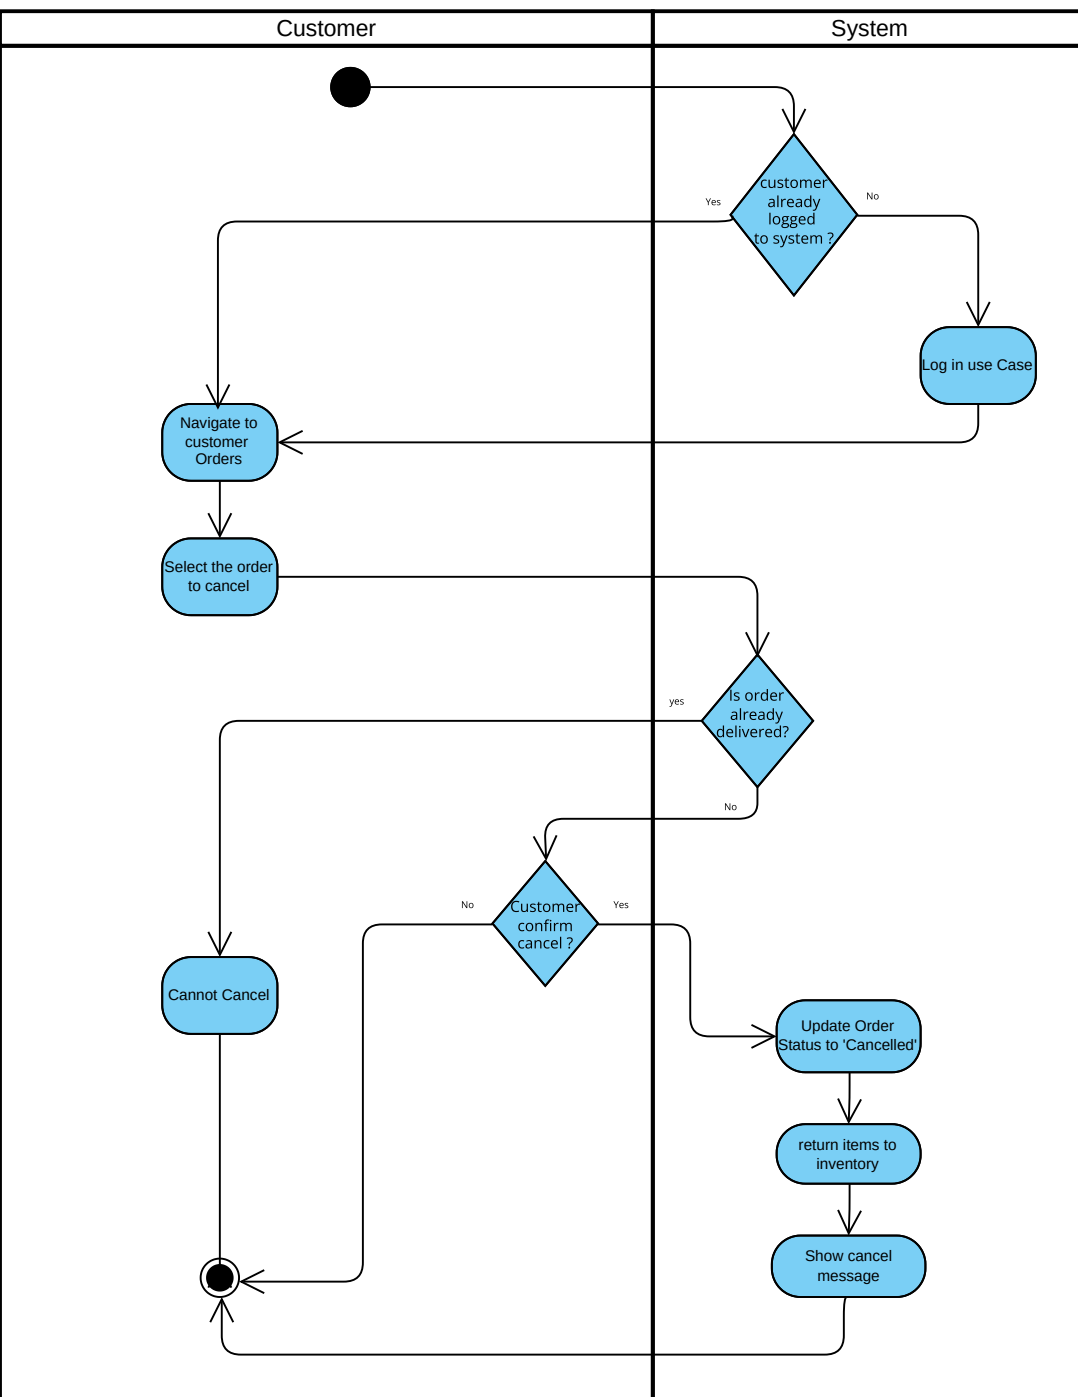 Customer
System
customer
already
logged
to system ?
Yes
No
Log in use Case
Navigate to
customer
Orders
Select the order
to cancel
Is order
already
delivered?
yes
No
Customer
confirm
cancel ?
No
Yes
Cannot Cancel
Update Order
Status to 'Cancelled'
return items to
inventory
Show cancel
message